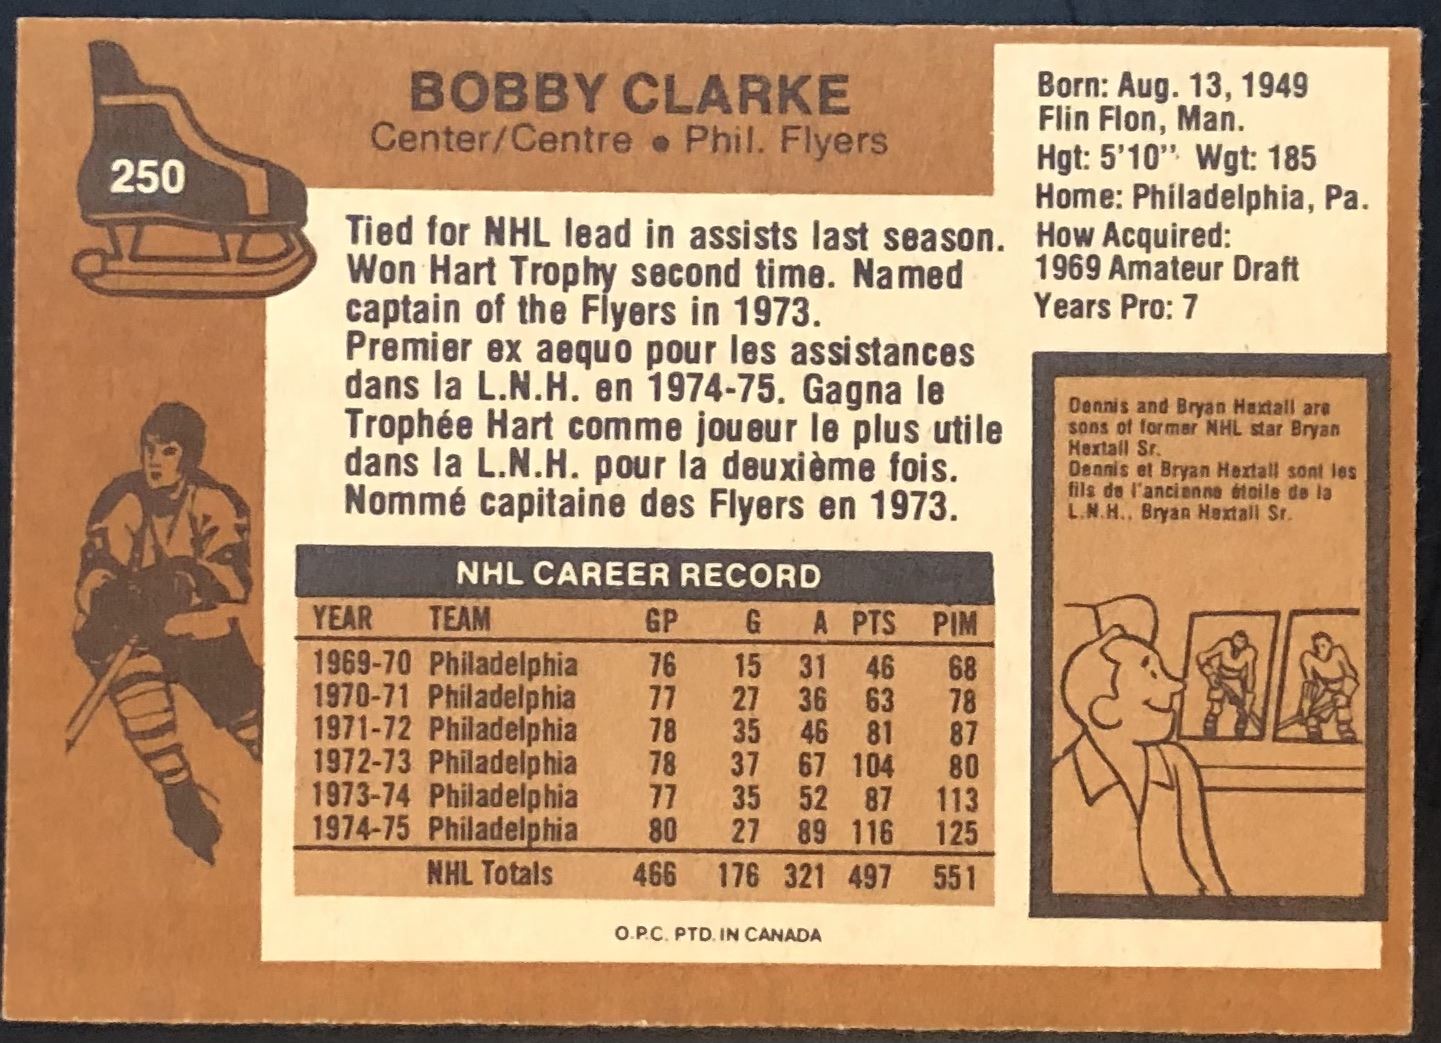 250
BOBBY CLARKE
Center/Centre • Phil. Flyers
Born: Aug. 13, 1949
Flin Flon, Man.
Hgt: 5'10" Wgt: 185
Home: Philadelphia, Pa.
How Acquired:
1969 Amateur Draft
Years Pro: 7
Tied for NHL lead in assists last season.
Won Hart Trophy second time. Named
captain of the Flyers in 1973.
Premier ex aequo pour les assistances
dans la L.N.H. en 1974-75. Gagna le
Trophée Hart comme joueur le plus utile
dans la L.N.H. pour la deuxième fois.
Nommé capitaine des Flyers en 1973.
Dennis and Bryan Hextall are
sons of former NHL star Bryan
Hextall Sr.
Dennis et Bryan Hextall sont les
fils de l'ancienne étoile de la
L.N.H., Bryan Hextall Sr.
NHL CAREER RECORD
YEAR TEAM GP G A PTS PIM
1969-70 Philadelphia 76 15 31 46 68
1970-71 Philadelphia 77 27 36 63 78
1971-72 Philadelphia 78 35 46 81 87
1972-73 Philadelphia 78 37 67 104 80
1973-74 Philadelphia 77 35 52 87 113
1974-75 Philadelphia 80 27 89 116 125
NHL Totals 466 176 321 497 551
O.P.C. PTD. IN CANADA